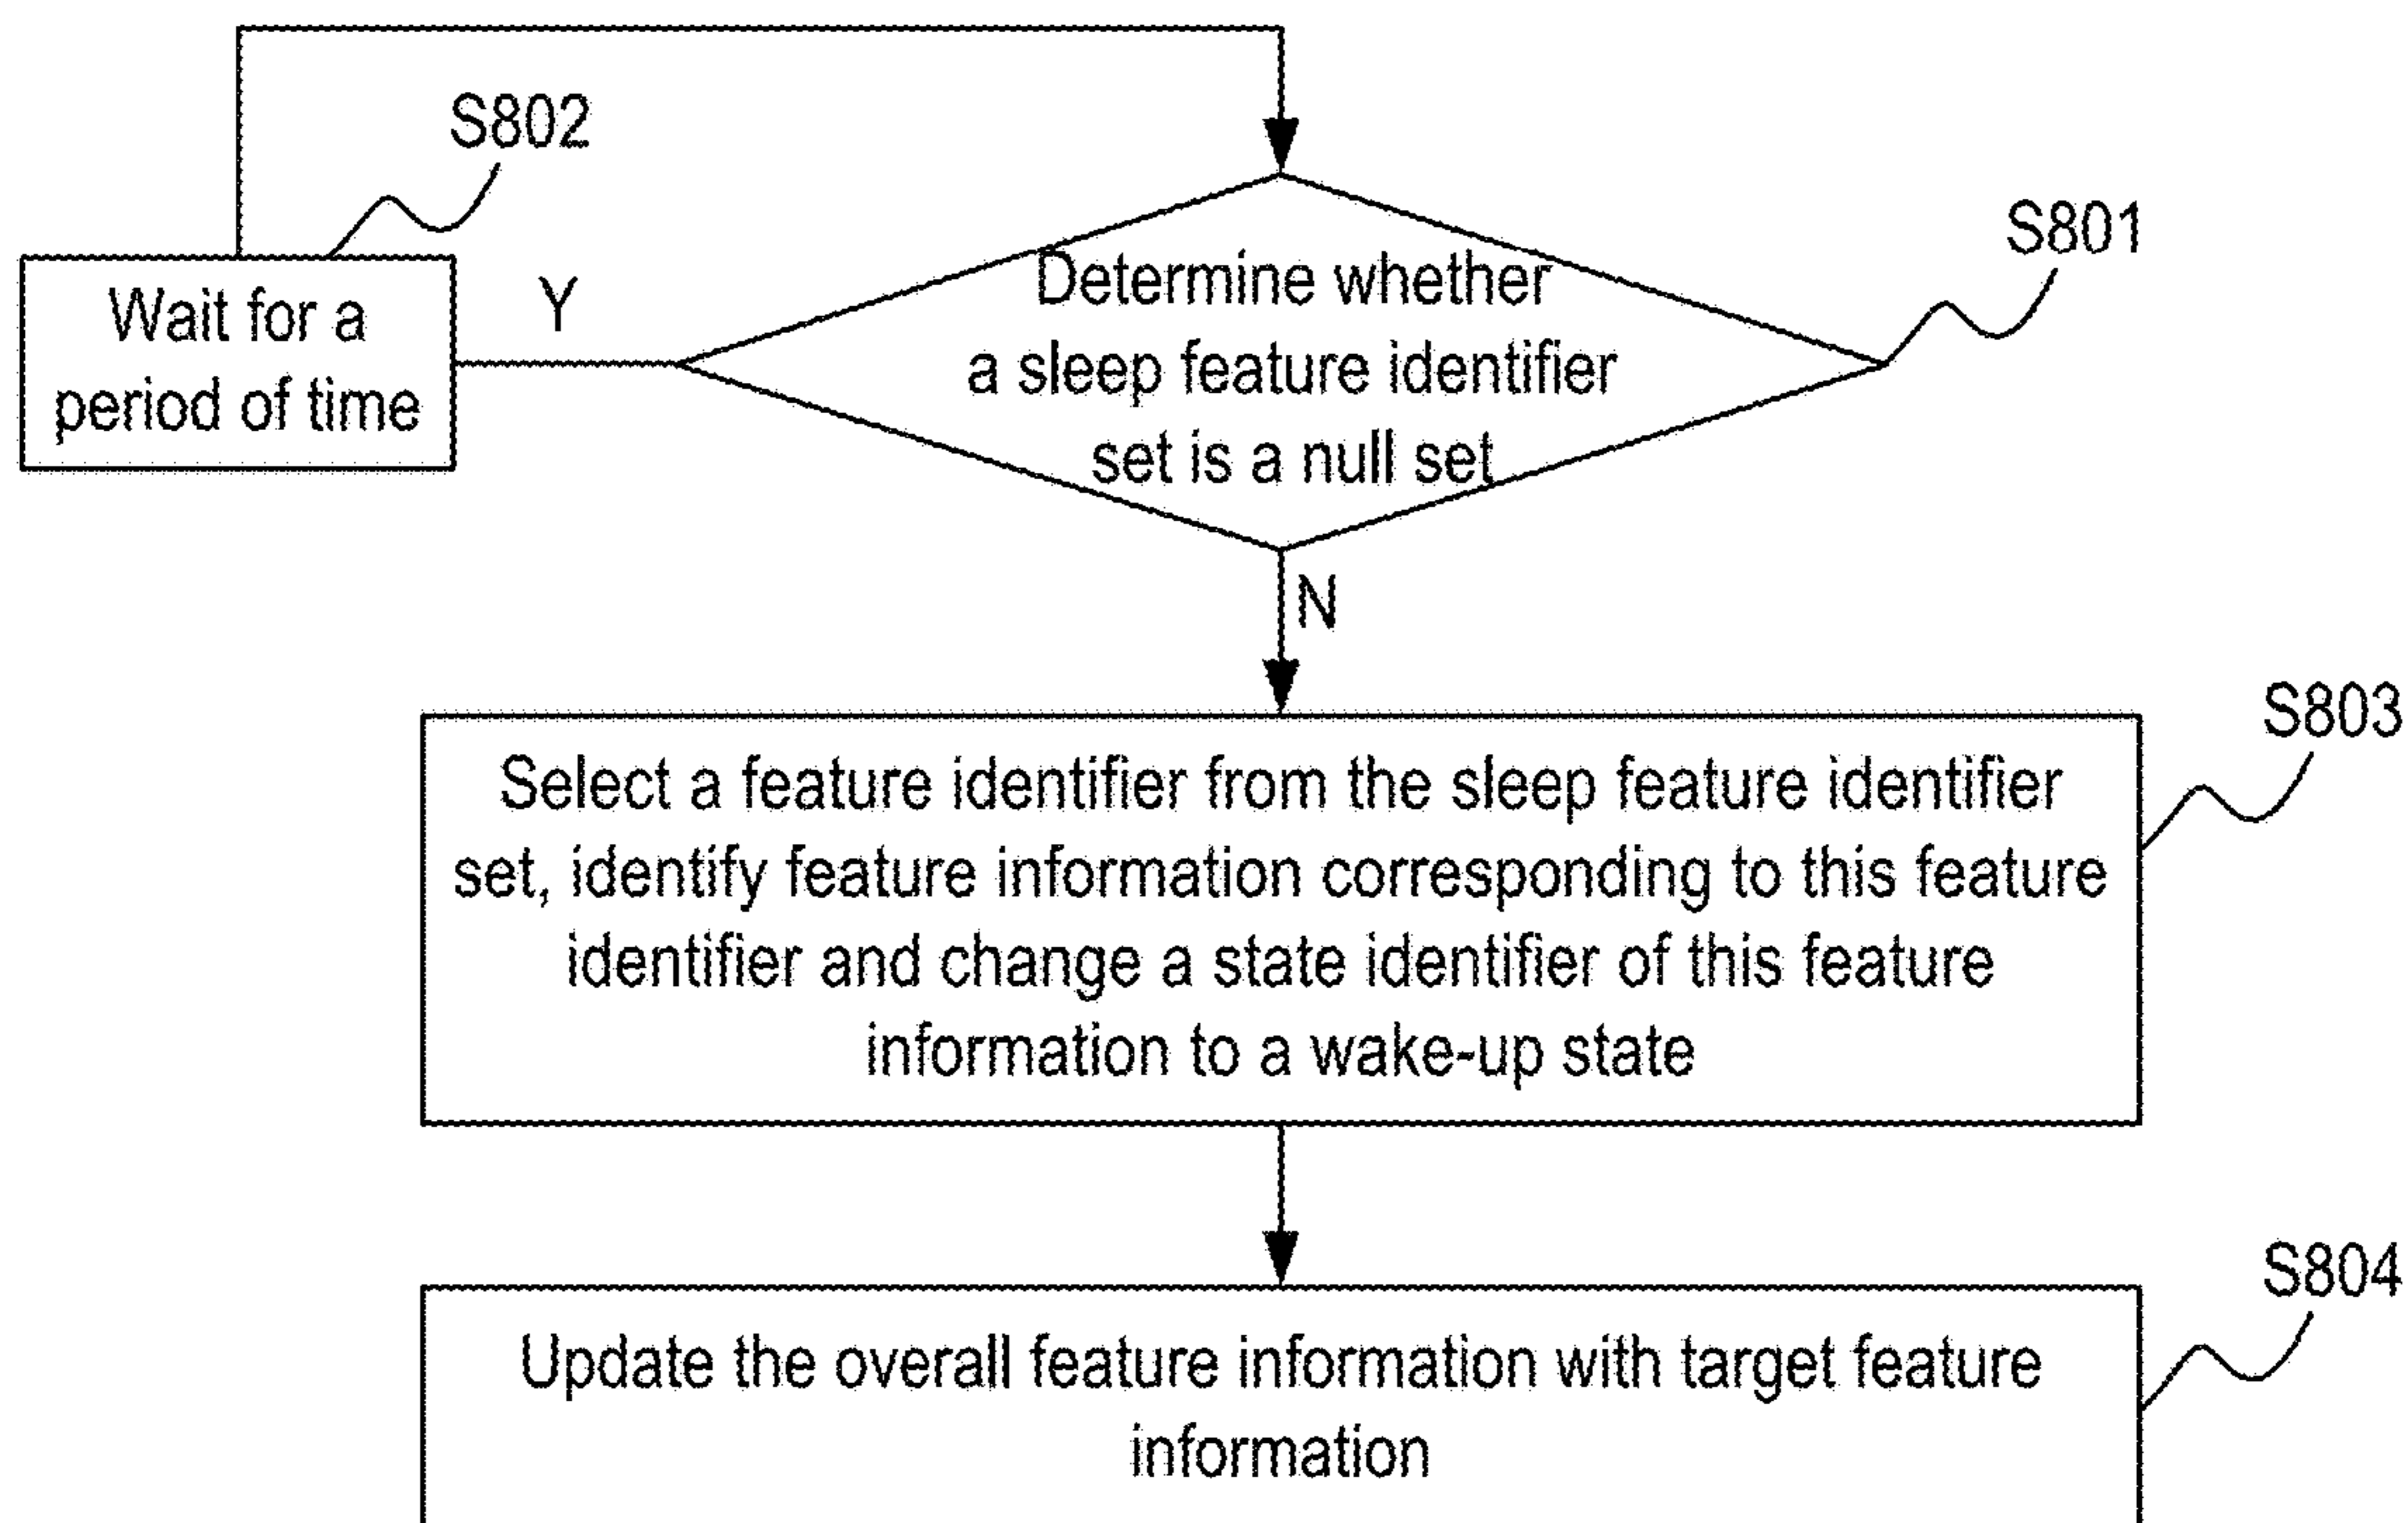 S802
S801
Wait for a
period of time
Y
Determine whether
a sleep feature identifier
set is a null set
N
S803
Select a feature identifier from the sleep feature identifier
set, identify feature information corresponding to this feature
identifier and change a state identifier of this feature
information to a wake-up state
S804
Update the overall feature information with target feature
information